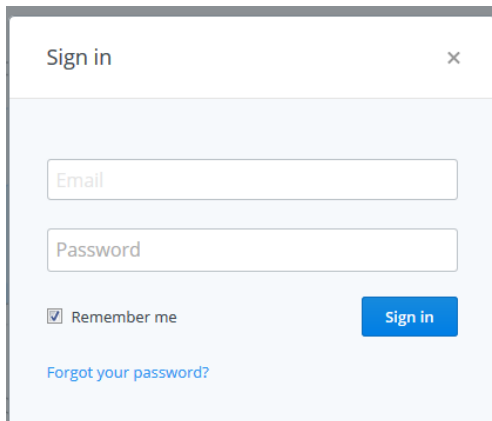 Sign in ×
Email
Password
Remember me Sign in
Forgot your password?